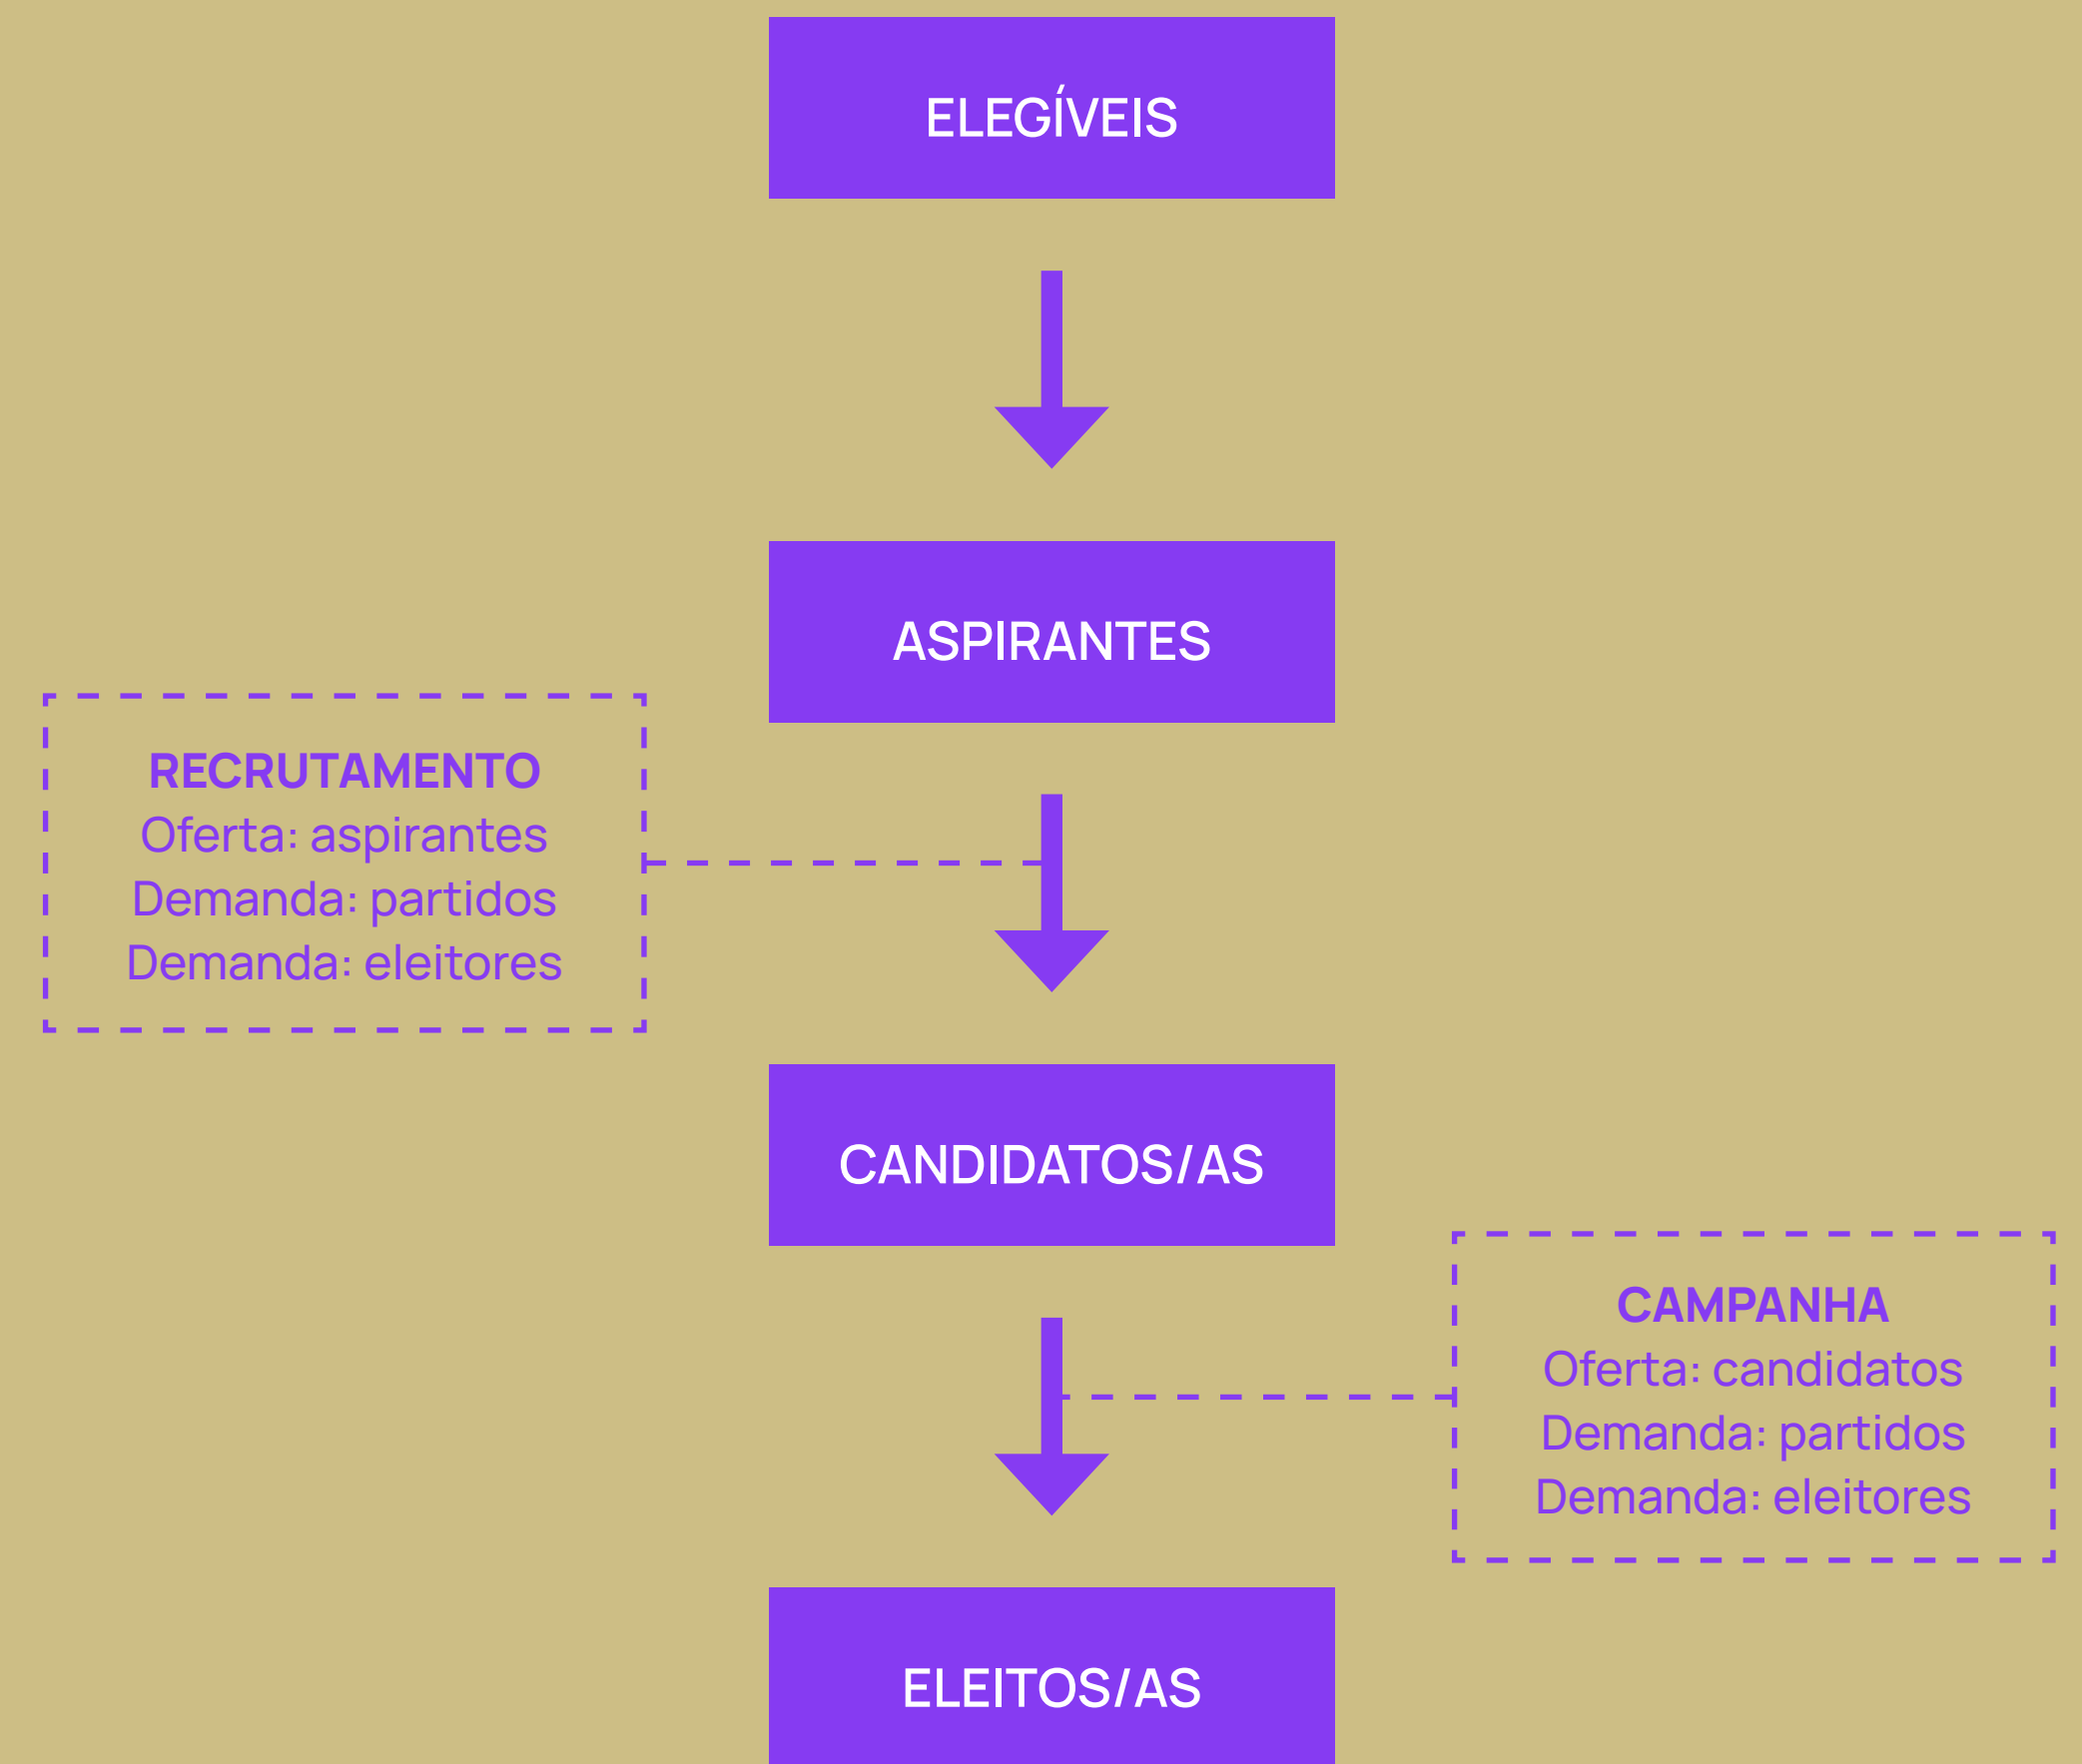 ELEGÍVEIS
ASPIRANTES
RECRUTAMENTO
Oferta: aspirantes
Demanda: partidos
Demanda: eleitores
CANDIDATOS/AS
CAMPANHA
Oferta: candidatos
Demanda: partidos
Demanda: eleitores
ELEITOS/AS